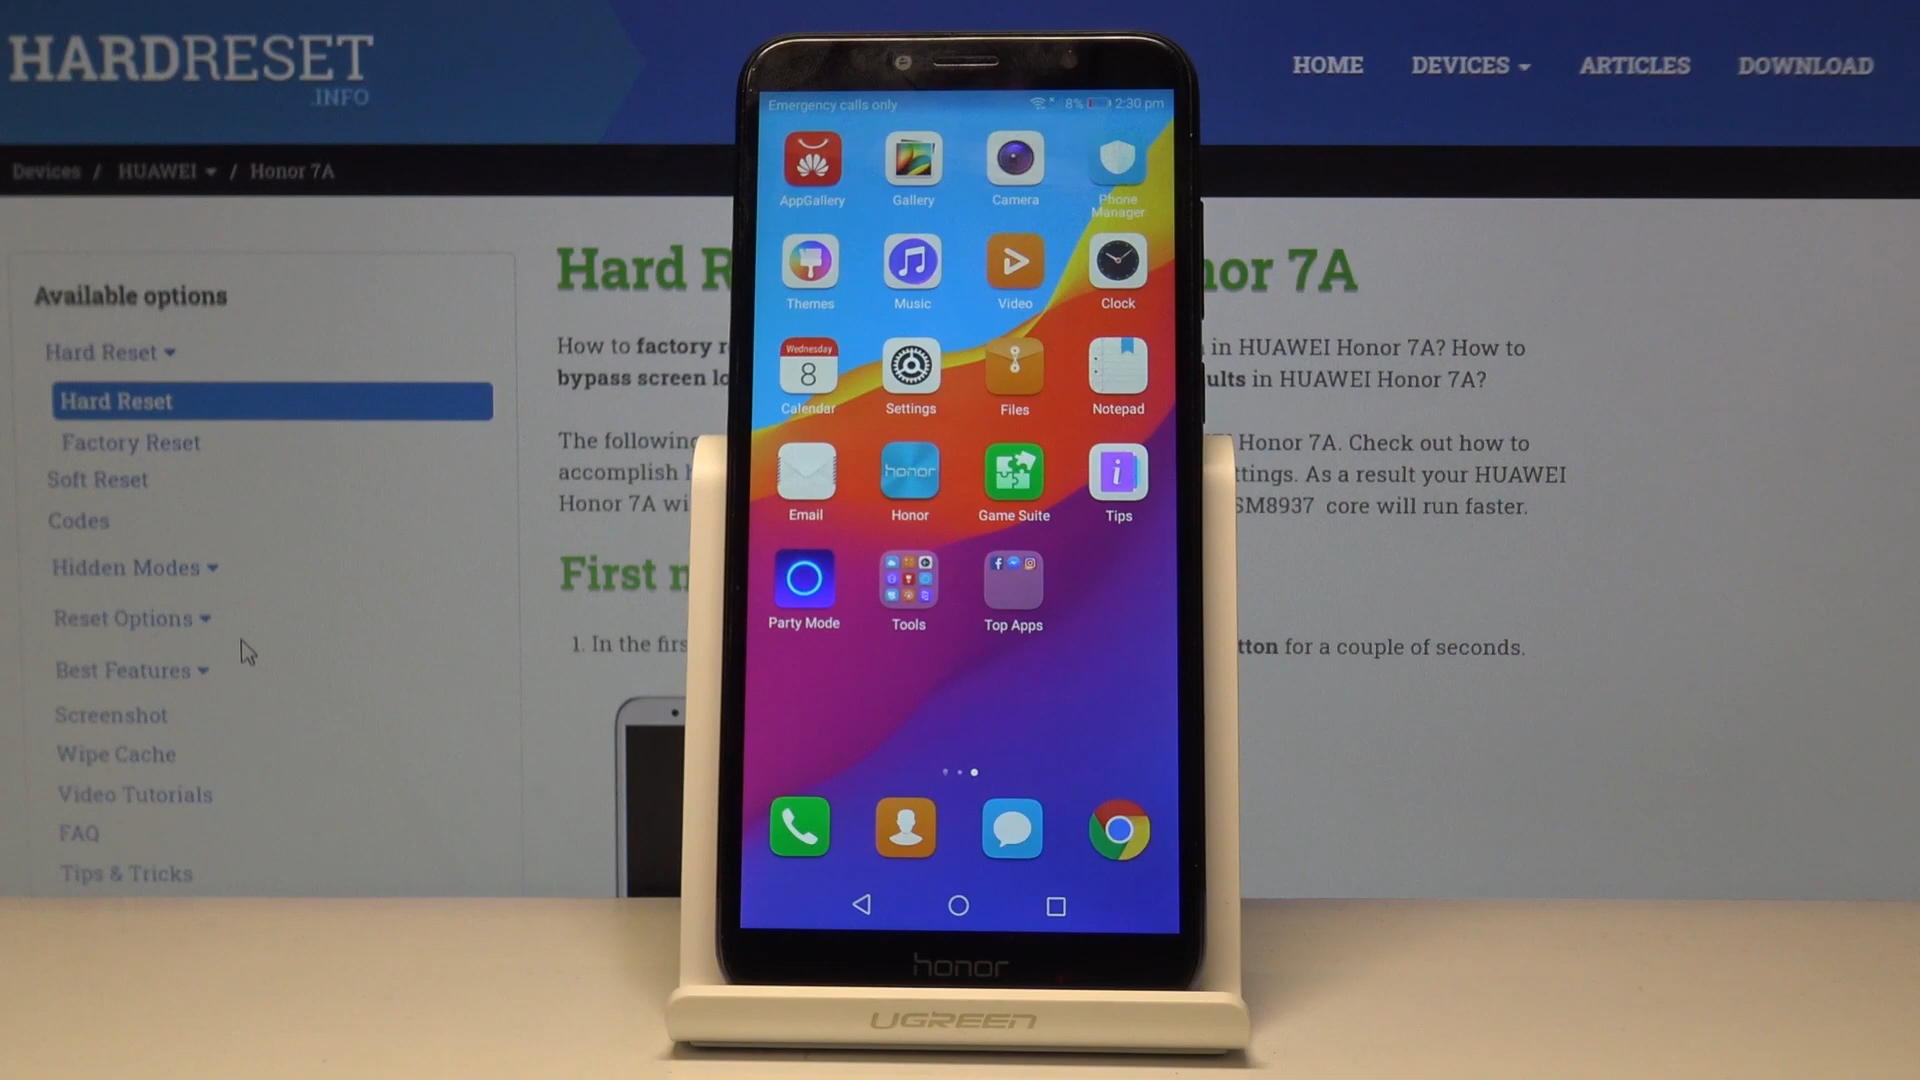 HARDRESET
.INFO
HOME DEVICES ARTICLES DOWNLOAD
Devices / HUAWEI / Honor 7A
Available options
Hard Reset
Hard Reset
Factory Reset
Soft Reset
Codes
Hidden Modes
Reset Options
Best Features
Screenshot
Wipe Cache
Video Tutorials
FAQ
Tips & Tricks
Hard R
nor 7A
How to factory r
in HUAWEI Honor 7A? How to
bypass screen lo
ults in HUAWEI Honor 7A?
The following
Honor 7A. Check out how to
accomplish h
ttings. As a result your HUAWEI
Honor 7A wi
SM8937 core will run faster.
First m
1. In the firs
tton for a couple of seconds.
Emergency calls only 8% 2:30 pm
AppGallery Gallery Camera Phone Manager
Themes Music Video Clock
Wednesday
8
Calendar Settings Files Notepad
honor
i
Email Honor Game Suite Tips
f
Party Mode Tools Top Apps
honor
UGREEN